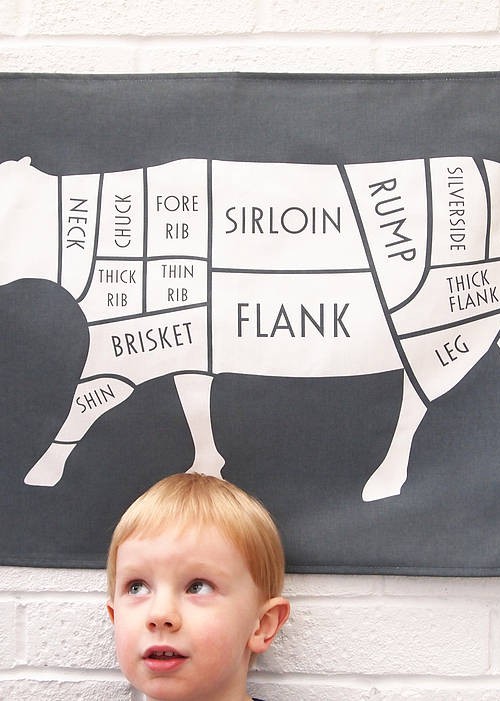 NECK
CHUCK
FORE
RIB
THICK
RIB
THIN
RIB
BRISKET
SHIN
SIRLOIN
FLANK
RUMP
SILVERSIDE
THICK
FLANK
LEG